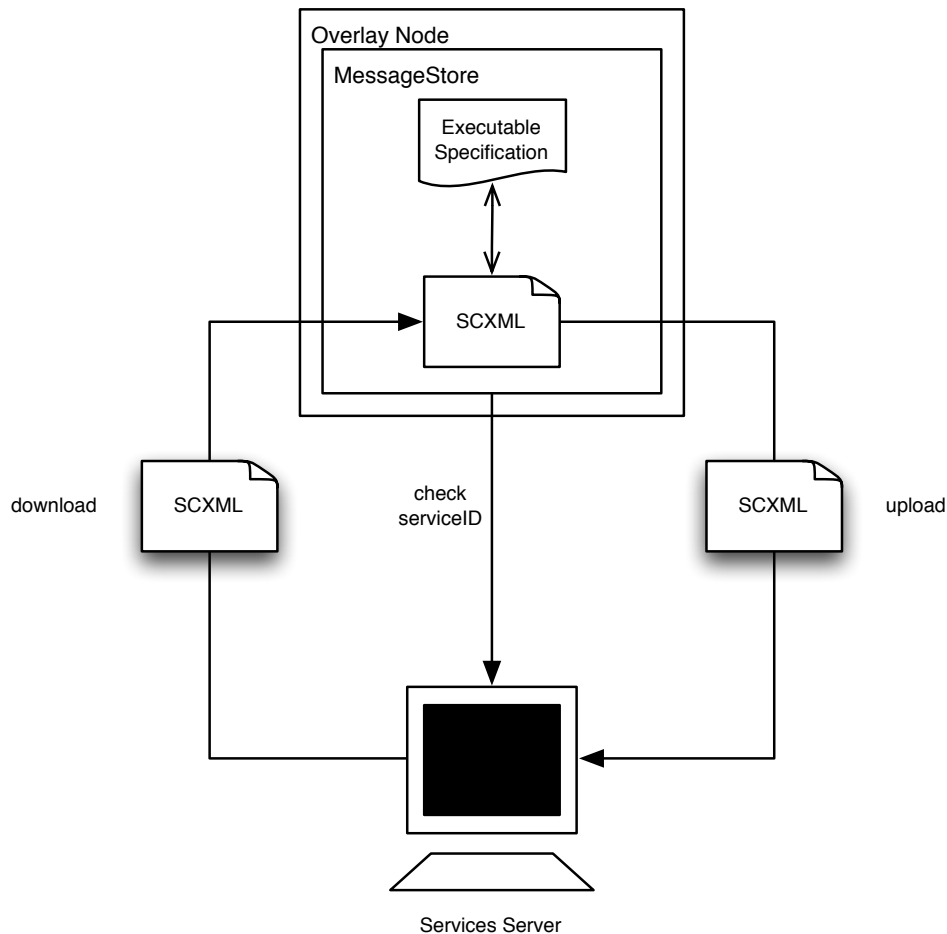 Overlay Node
MessageStore
Executable
Specification
SCXML
download
SCXML
check
serviceID
SCXML
upload
Services Server